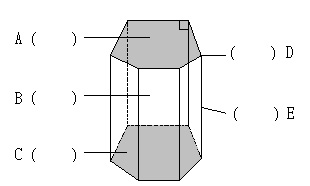 A (    )
(    ) D
B (    )
(    ) E
C (    )